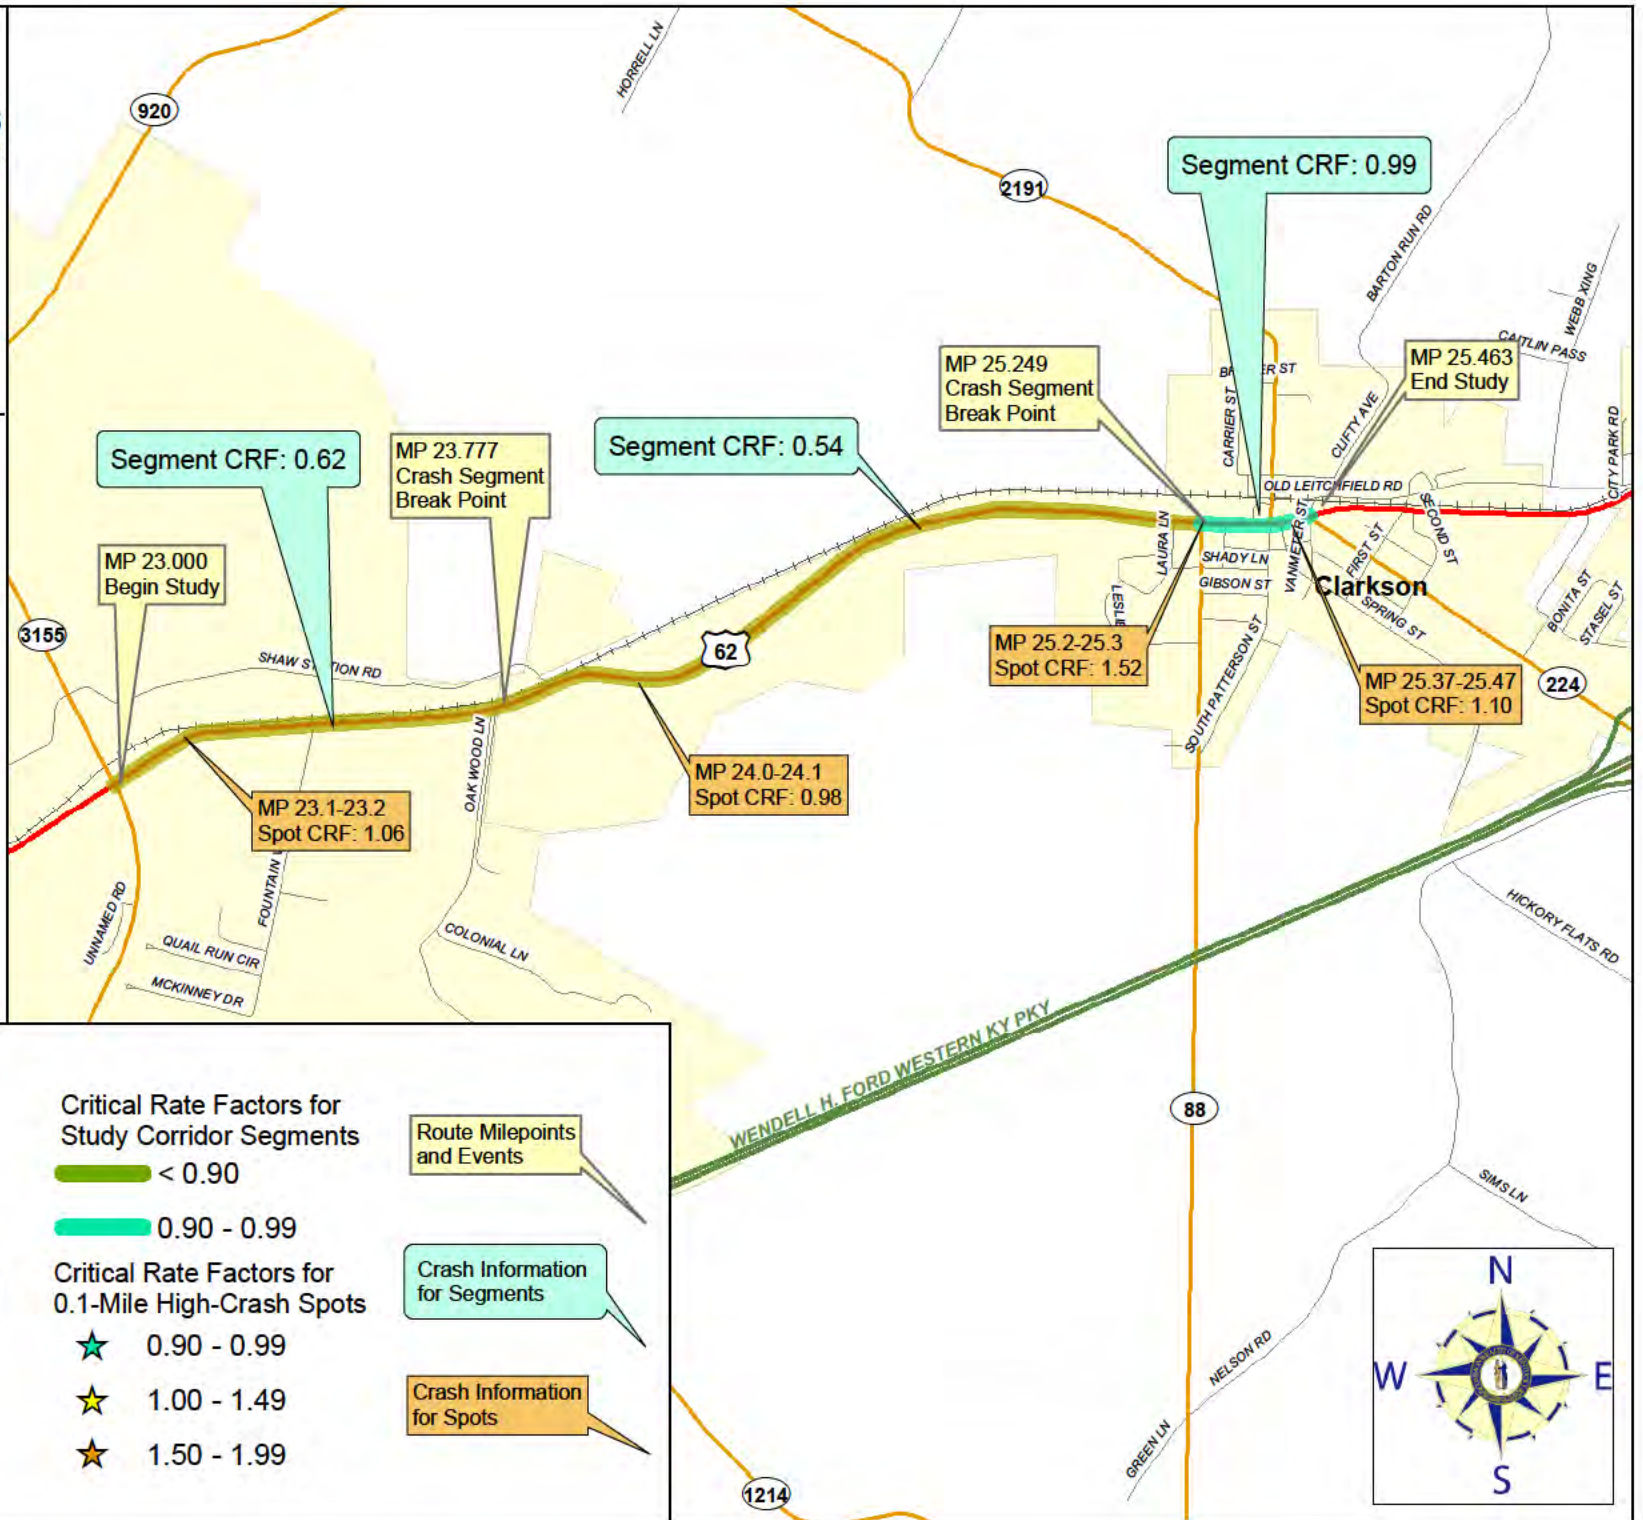 920
HORRELL LN
2191
Segment CRF: 0.99
BARTON RUN RD
WEBB XING
CAITLIN PASS
MP 25.249
Crash Segment
Break Point
CARRIER ST
CLIFTY AVE
MP 25.463
End Study
CITY PARK RD
Segment CRF: 0.62
MP 23.777
Crash Segment
Break Point
Segment CRF: 0.54
OLD LEITCHFIELD RD
SECOND ST
LAURA LN
SHADY LN
GIBSON ST
VANMETER ST
FIRST ST
Clarkson
SPRING ST
BONITA ST
STASEL ST
MP 23.000
Begin Study
3155
SHAW STATION RD
62
MP 25.2-25.3
Spot CRF: 1.52
SOUTH PATTERSON ST
MP 25.37-25.47
Spot CRF: 1.10
224
OAK WOOD LN
MP 24.0-24.1
Spot CRF: 0.98
MP 23.1-23.2
Spot CRF: 1.06
FOUNTAIN
UNNAMED RD
QUAIL RUN CIR
MCKINNEY DR
COLONIAL LN
HICKORY FLATS RD
WENDELL H. FORD WESTERN KY PKY
88
SIMS LN
NELSON RD
GREEN LN
1214
Critical Rate Factors for
Study Corridor Segments
< 0.90
0.90 - 0.99
Critical Rate Factors for
0.1-Mile High-Crash Spots
0.90 - 0.99
1.00 - 1.49
1.50 - 1.99
Route Milepoints
and Events
Crash Information
for Segments
Crash Information
for Spots
N
W
E
S